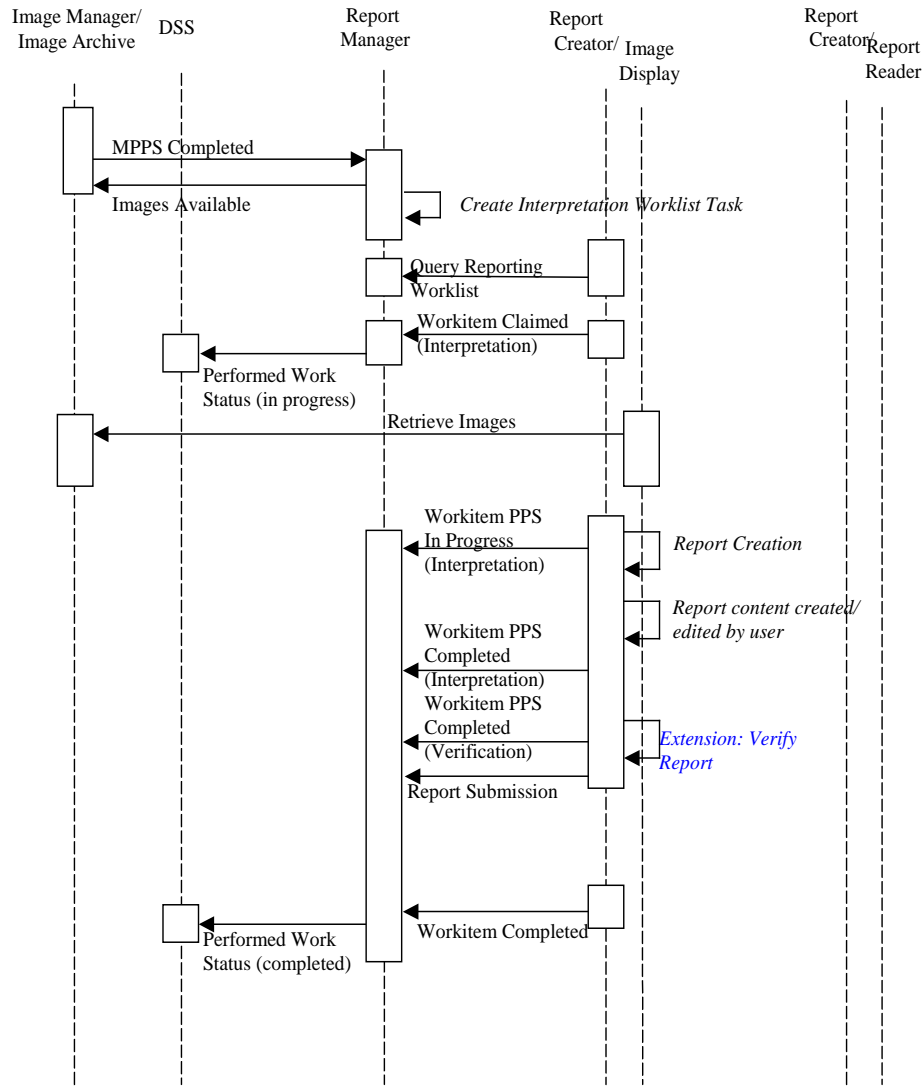 Image Manager/
Image Archive
DSS
Report
Manager
Report
Creator/
Image
Display
Report
Creator/
Report
Reader
MPPS Completed
Images Available
Create Interpretation Worklist Task
Query Reporting
Worklist
Workitem Claimed
(Interpretation)
Performed Work
Status (in progress)
Retrieve Images
Workitem PPS
In Progress
(Interpretation)
Report Creation
Report content created/
edited by user
Workitem PPS
Completed
(Interpretation)
Workitem PPS
Completed
(Verification)
Extension: Verify
Report
Report Submission
Workitem Completed
Performed Work
Status (completed)